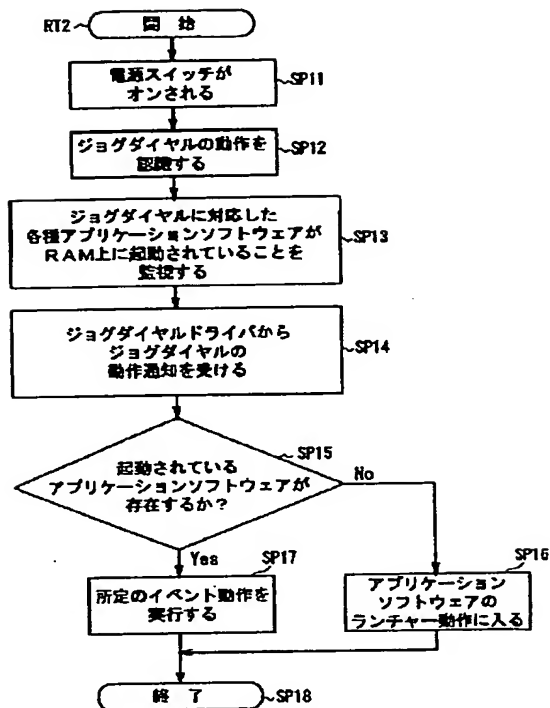 RT2
開 始
電源スイッチが
オンされる
SP11
ジョグダイヤルの動作を
認識する
SP12
ジョグダイヤルに対応した
各種アプリケーションソフトウェアが
RAM上に起動されていることを
監視する
SP13
ジョグダイヤルドライバから
ジョグダイヤルの
動作通知を受ける
SP14
起動されている
アプリケーションソフトウェアが
存在するか?
SP15
No
Yes
SP17
所定のイベント動作を
実行する
SP16
アプリケーション
ソフトウェアの
ランチャー動作に入る
終 了
SP18